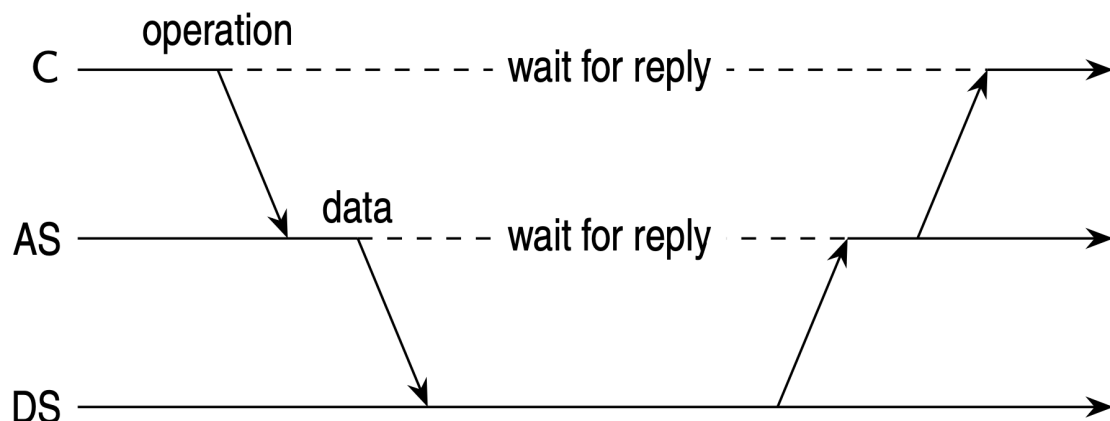 operation
C wait for reply
data
AS wait for reply
DS